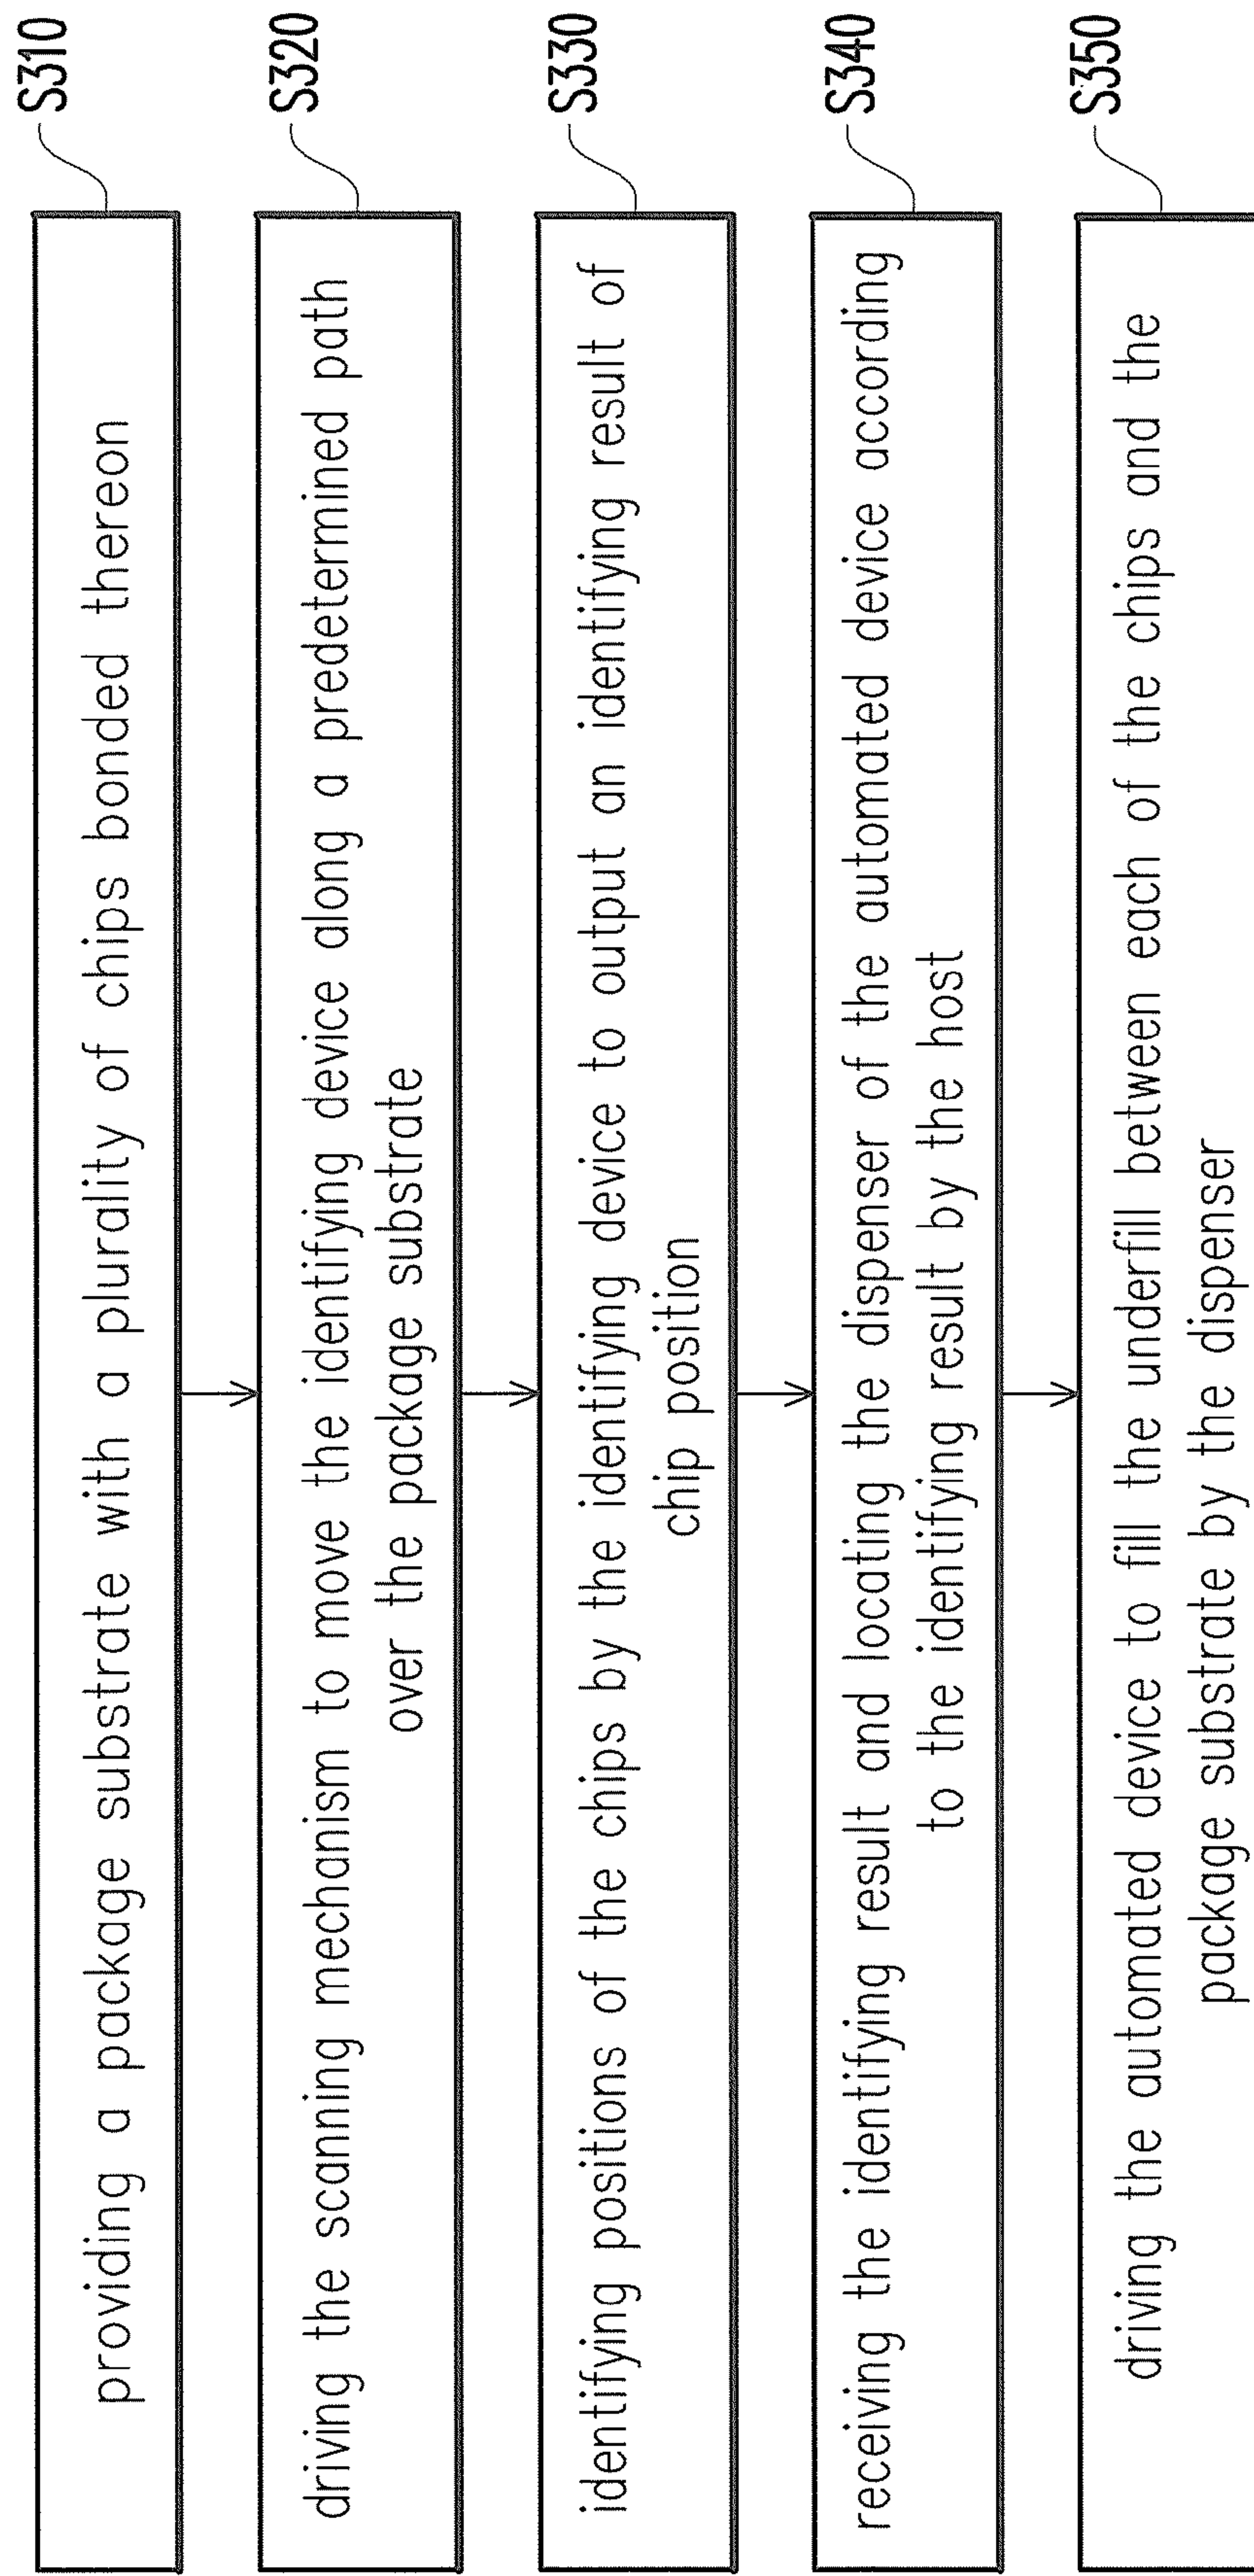 providing a package substrate with a plurality of chips bonded thereon
S310
driving the scanning mechanism to move the identifying device along a predetermined path
over the package substrate
S320
identifying positions of the chips by the identifying device to output an identifying result of
chip position
S330
receiving the identifying result and locating the dispenser of the automated device according
to the identifying result by the host
S340
driving the automated device to fill the underfill between each of the chips and the
package substrate by the dispenser
S350